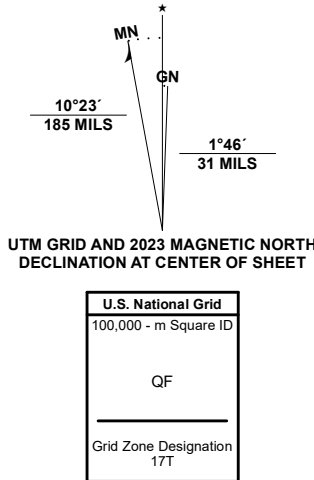 ★
MN
GN
10°23´
185 MILS
1°46´
31 MILS
UTM GRID AND 2023 MAGNETIC NORTH
DECLINATION AT CENTER OF SHEET
U.S. National Grid
100,000 - m Square ID
QF
Grid Zone Designation
17T